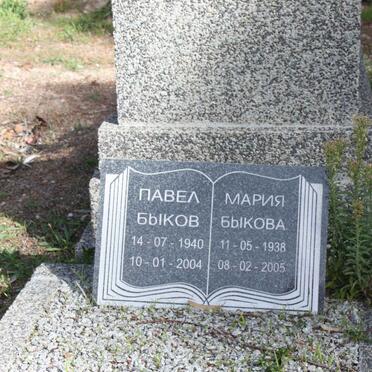 ПАВЕЛ
БЫКОВ
14 - 07 - 1940
10 - 01 - 2004
МАРИЯ
БЫКОВА
11 - 05 - 1938
08 - 02 - 2005